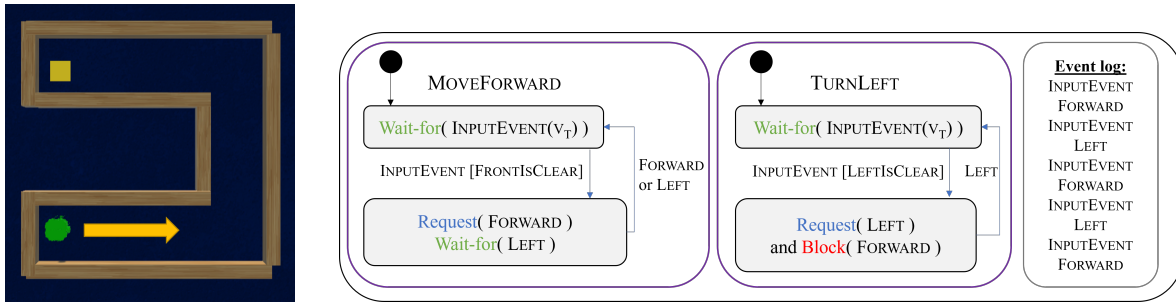 MOVEFORWARD
Wait-for( INPUTEVENT(VT) )
INPUTEVENT [FRONTISCLEAR]
FORWARD
or LEFT
Request( FORWARD )
Wait-for( LEFT )
TURNLEFT
Wait-for( INPUTEVENT(VT) )
INPUTEVENT [LEFTISCLEAR]
LEFT
Request( LEFT )
and Block( FORWARD )
Event log:
INPUTEVENT
FORWARD
INPUTEVENT
LEFT
INPUTEVENT
FORWARD
INPUTEVENT
LEFT
INPUTEVENT
FORWARD